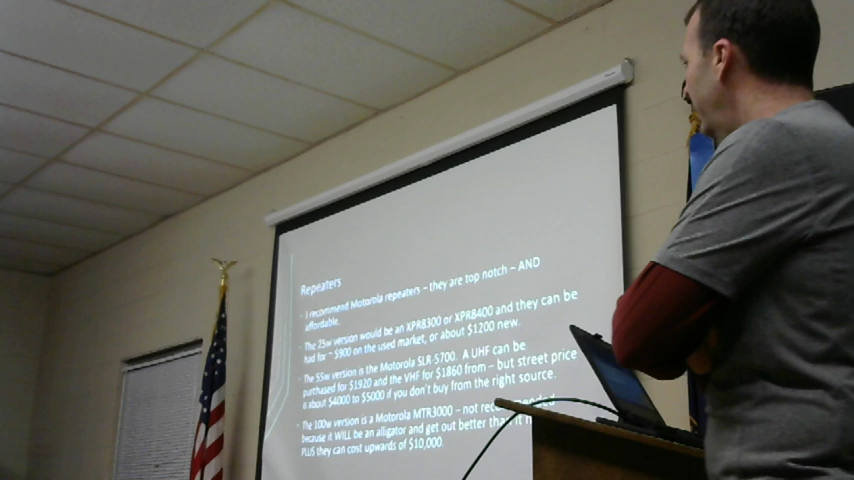 Repeaters
I recommend Motorola repeaters – they are top notch – AND
affordable.
The 25w version would be an XPR8300 or XPR8400 and they can be
had for ~ $900 on the used market, or about $1200 new.
The 55w version is the Motorola SLR-5700. A UHF can be
purchased for $1920 and the VHF for $1860 from – but street price
is about $4000 to $5000 if you don't buy from the right source.
The 100w version is a Motorola MTR3000 – not
because it WILL be an alligator and get out better than it
PLUS they can cost upwards of $10,000.